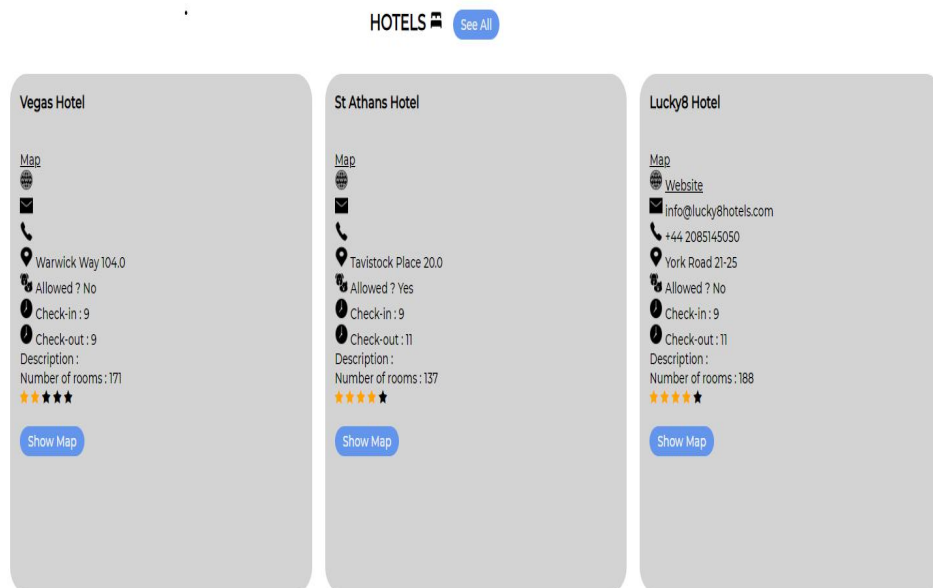 HOTELS See All
Vegas Hotel
Map
Warwick Way 104.0
Allowed ? No
Check-in : 9
Check-out : 9
Description :
Number of rooms : 171
Show Map
St Athans Hotel
Map
Tavistock Place 20.0
Allowed ? Yes
Check-in : 9
Check-out : 11
Description :
Number of rooms : 137
Show Map
Lucky8 Hotel
Map
Website
info@lucky8hotels.com
+44 2085145050
York Road 21-25
Allowed ? No
Check-in : 9
Check-out : 11
Description :
Number of rooms : 188
Show Map